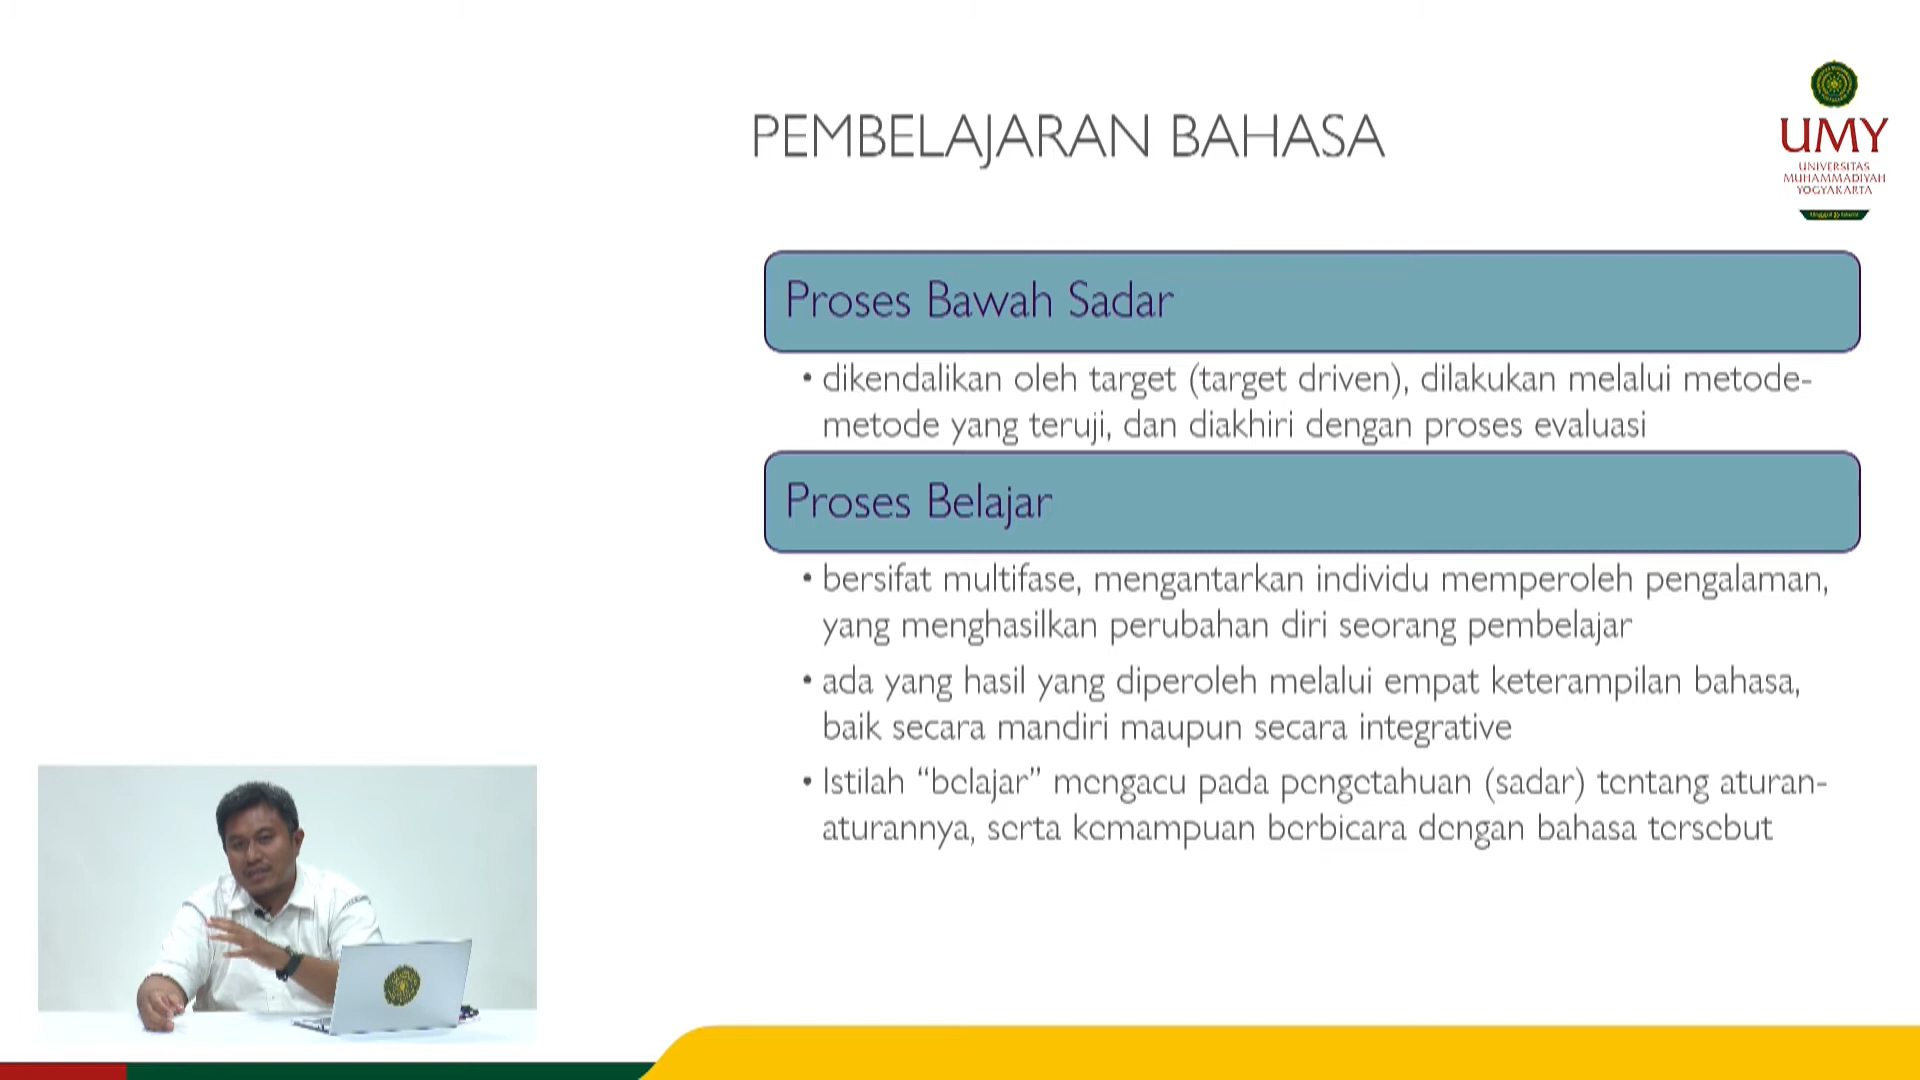 PEMBELAJARAN BAHASA
UMY
UNIVERSITAS
MUHAMMADIYAH
YOGYAKARTA
Proses Bawah Sadar
• dikendalikan oleh target (target driven), dilakukan melalui metode-
metode yang teruji, dan diakhiri dengan proses evaluasi
Proses Belajar
• bersifat multifase, mengantarkan individu memperoleh pengalaman,
yang menghasilkan perubahan diri seorang pembelajar
• ada yang hasil yang diperoleh melalui empat keterampilan bahasa,
baik secara mandiri maupun secara integrative
• Istilah “belajar” mengacu pada pengetahuan (sadar) tentang aturan-
aturannya, serta kemampuan berbicara dengan bahasa tersebut